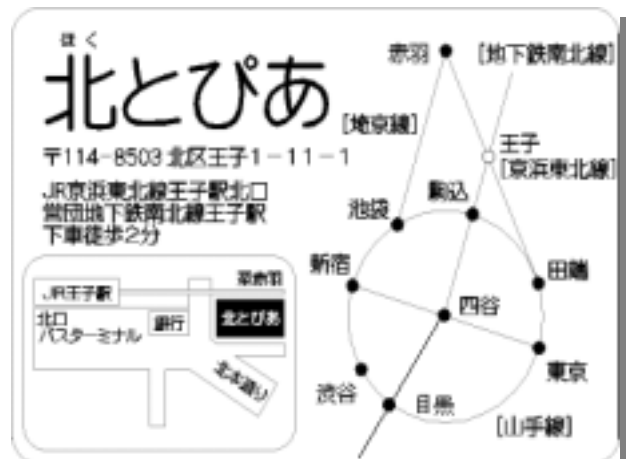 ほく
北とぴあ
〒114-8503 北区王子1-11-1
JR京浜東北線王子駅北口
営団地下鉄南北線王子駅
下車徒歩2分
赤羽
[地下鉄南北線]
[埼京線]
王子
[京浜東北線]
駒込
池袋
新宿
田端
四谷
東京
渋谷
目黒
[山手線]
至赤羽
JR王子駅
北口
バスターミナル
銀行
北とぴあ
北本通り